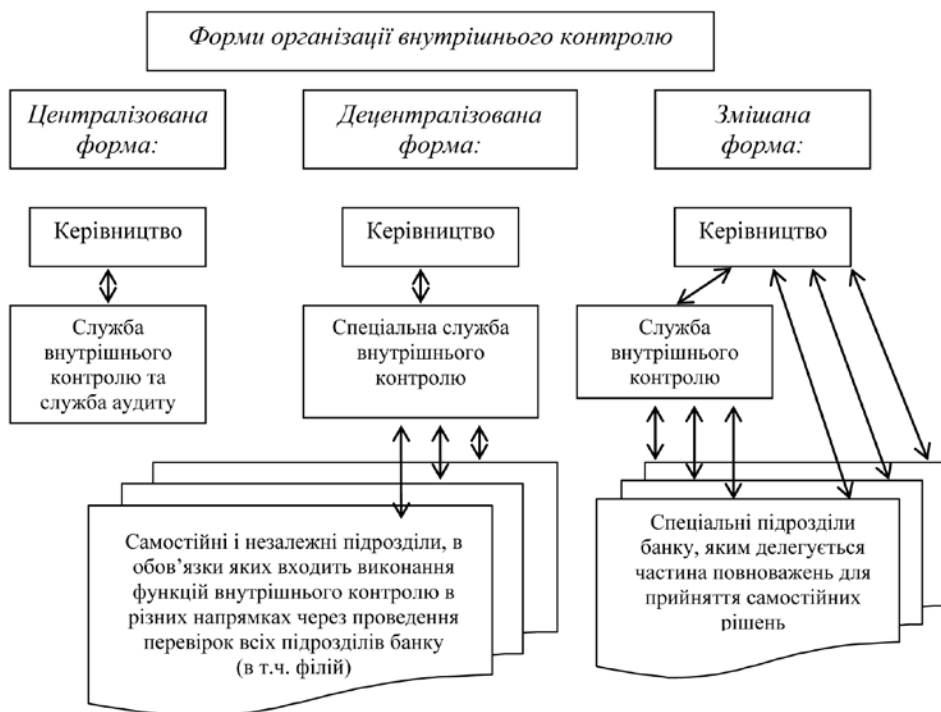 Форми організації внутрішнього контролю
Централізована
форма:
Керівництво
Служба
внутрішнього
контролю та
служба аудиту
Децентралізована
форма:
Керівництво
Спеціальна служба
внутрішнього
контролю
Самостійні і незалежні підрозділи, в
обов’язки яких входить виконання
функцій внутрішнього контролю в
різних напрямках через проведення
перевірок всіх підрозділів банку
(в т.ч. філій)
Змішана
форма:
Керівництво
Служба
внутрішнього
контролю
Спеціальні підрозділи
банку, яким делегується
частина повноважень для
прийняття самостійних
рішень